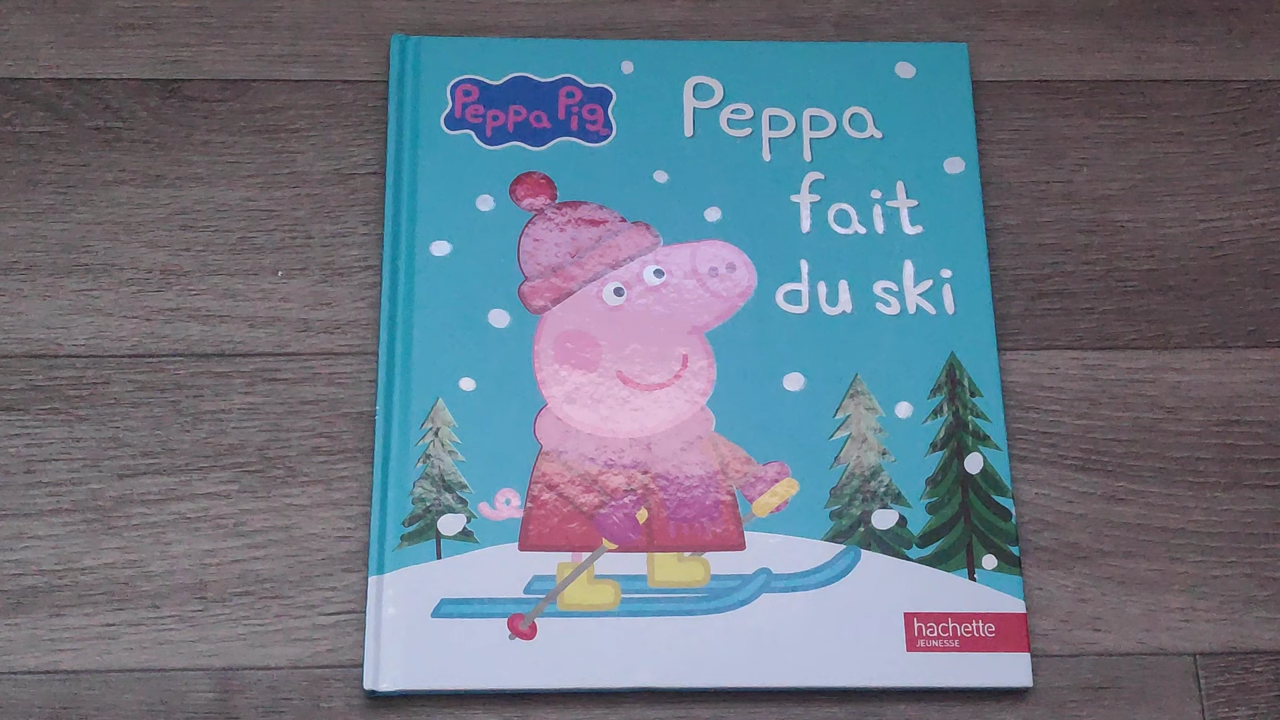 Peppa Pig
Peppa
fait
du ski
hachette
JEUNESSE